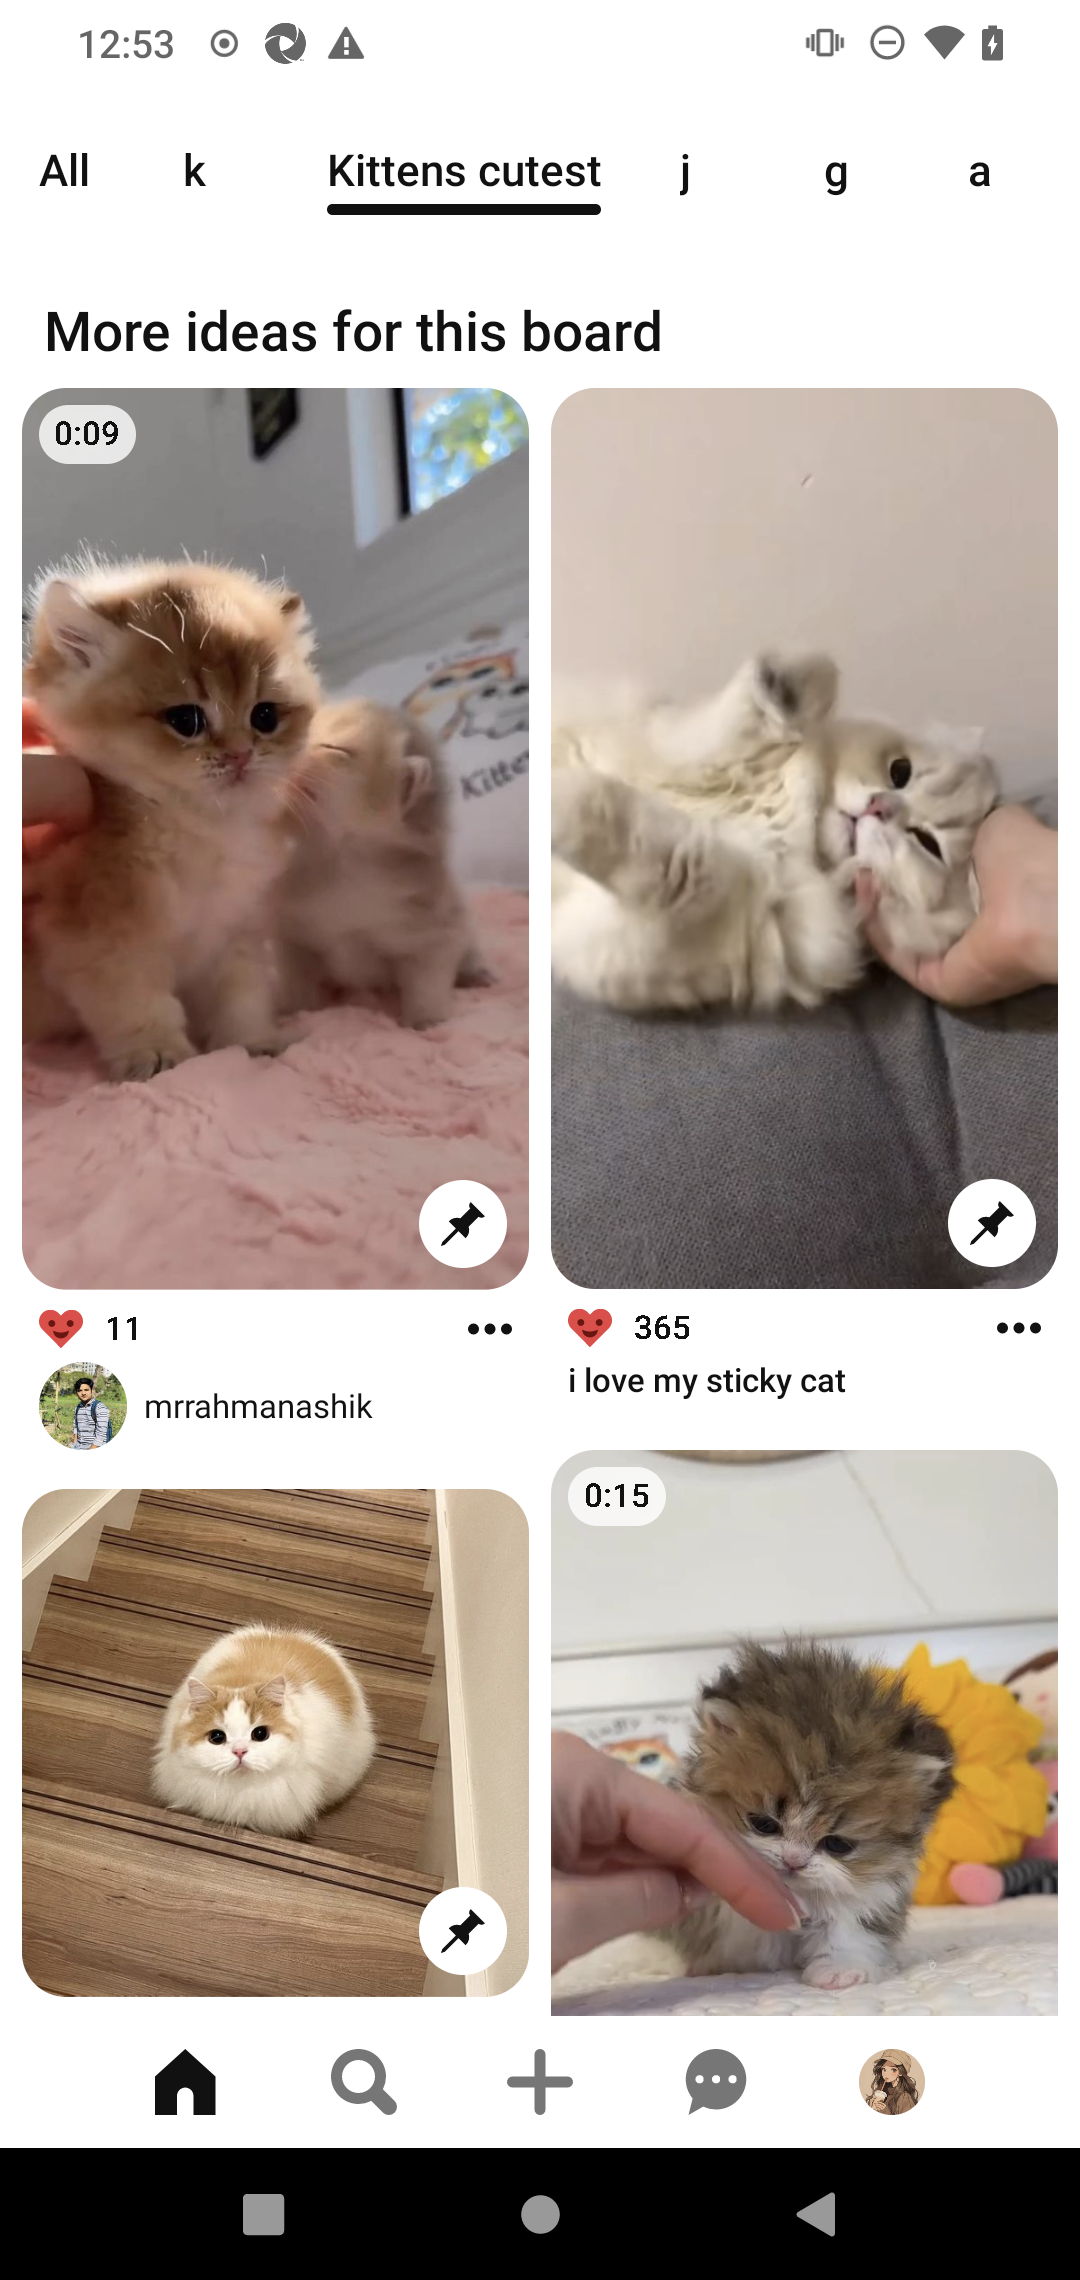 12:53
All k Kittens cutest j g a
More ideas for this board
0:09
Kitte
11
365
i love my sticky cat
mrrahmanashik
0:15